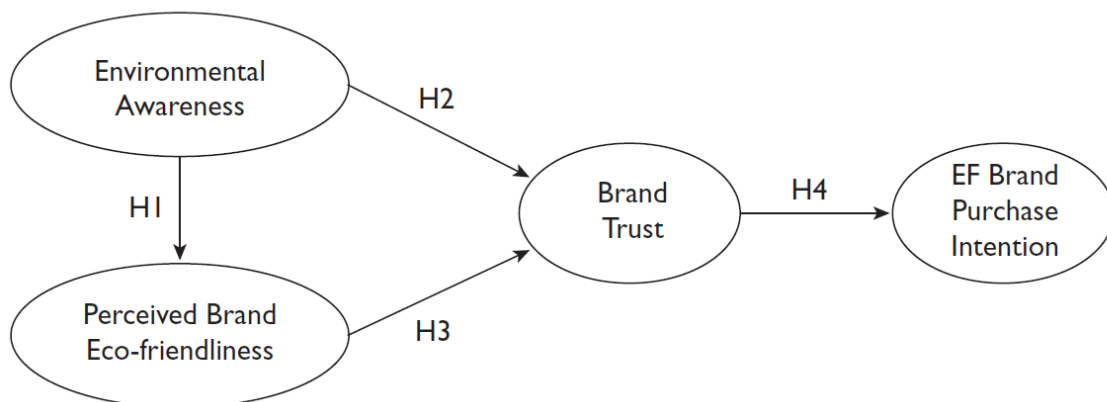 Environmental
Awareness
H2
H1
Brand
Trust
H4
EF Brand
Purchase
Intention
Perceived Brand
Eco-friendliness
H3